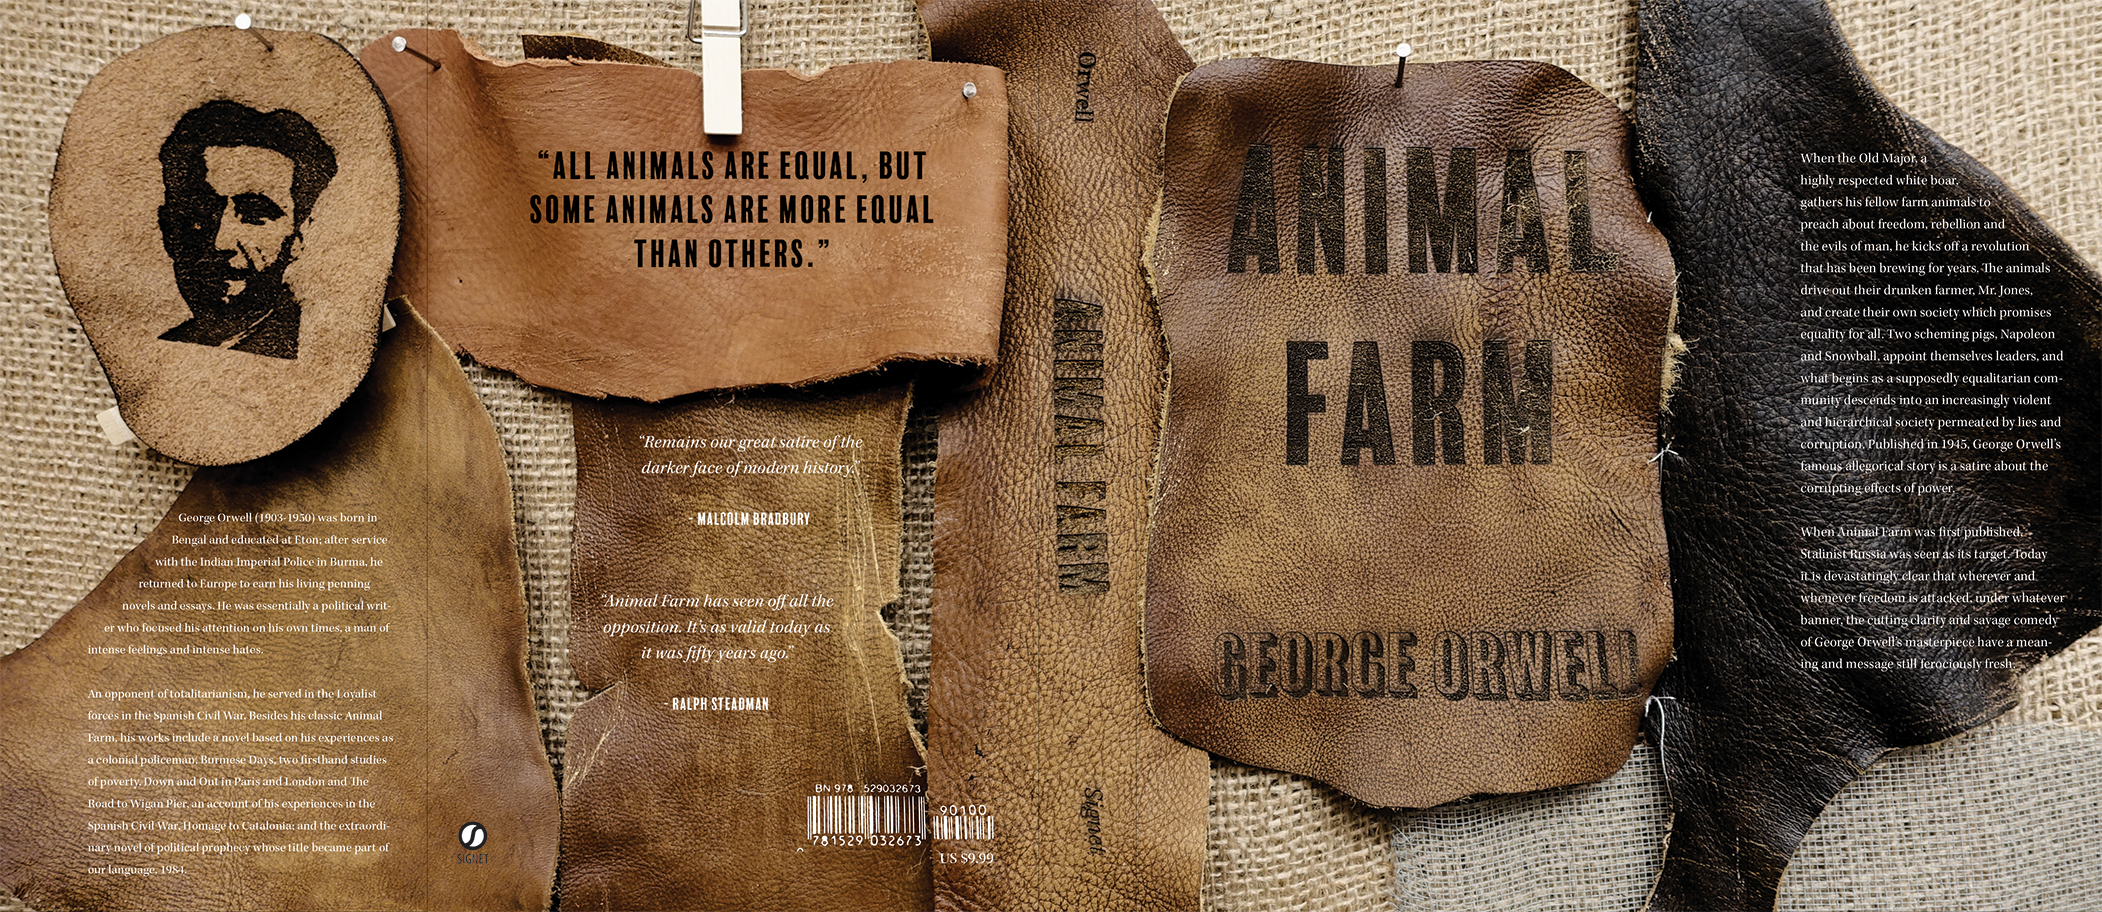 George Orwell (1903-1950) was born in
Bengal and educated at Eton; after service
with the Indian Imperial Police in Burma, he
returned to Europe to earn his living penning
novels and essays. He was essentially a political writ-
er who focused his attention on his own times, a man of
intense feelings and intense hates.
An opponent of totalitarianism, he served in the Loyalist
forces in the Spanish Civil War. Besides his classic Animal
Farm, his works include a novel based on his experiences as
a colonial policeman, Burmese Days, two firsthand studies
of poverty, Down and Out in Paris and London and The
Road to Wigan Pier, an account of his experiences in the
Spanish Civil War, Homage to Catalonia; and the extraordi-
nary novel of political prophecy whose title became part of
our language, 1984.
“ALL ANIMALS ARE EQUAL, BUT
SOME ANIMALS ARE MORE EQUAL
THAN OTHERS.”
“Remains our great satire of the
darker face of modern history.”
- MALCOLM BRADBURY
“Animal Farm has seen off all the
opposition. It’s as valid today as
it was fifty years ago.”
- RALPH STEADMAN
SIGNET
BN 978 529032673
781529 032673
90100
US $9.99
Orwell
ANIMAL FARM
Signet
ANIMAL
FARM
GEORGE ORWELL
When the Old Major, a
highly respected white boar,
gathers his fellow farm animals to
preach about freedom, rebellion and
the evils of man, he kicks off a revolution
that has been brewing for years. The animals
drive out their drunken farmer, Mr. Jones,
and create their own society which promises
equality for all. Two scheming pigs, Napoleon
and Snowball, appoint themselves leaders, and
what begins as a supposedly equalitarian com-
munity descends into an increasingly violent
and hierarchical society permeated by lies and
corruption. Published in 1945, George Orwell’s
famous allegorical story is a satire about the
corrupting effects of power.
When Animal Farm was first published,
Stalinist Russia was seen as its target. Today
it is devastatingly clear that wherever and
whenever freedom is attacked, under whatever
banner, the cutting clarity and savage comedy
of George Orwell’s masterpiece have a mean-
ing and message still ferociously fresh.